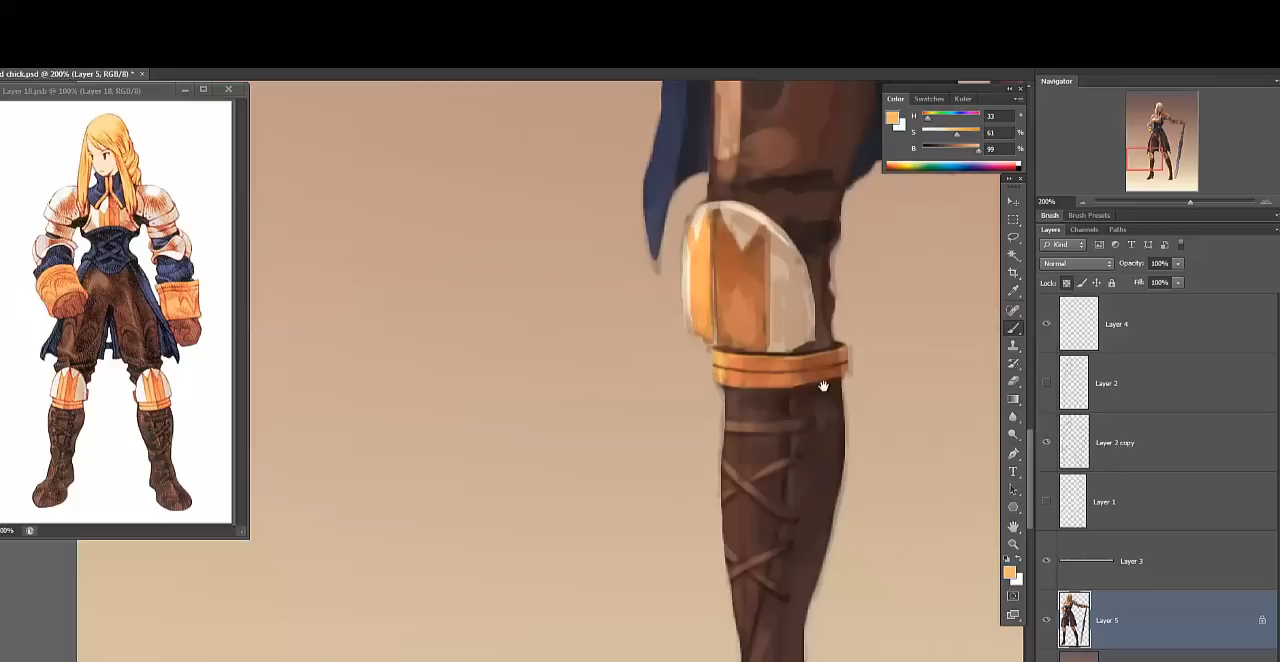 d chick.psd @ 200% (Layer 5, RGB/8) * ×
Layer 18.psb @ 100% (Layer 18, RGB/8)
00%
Color Swatches Kuler
H 33 °
S 61 %
B 99 %
Navigator
200%
Brush Brush Presets
Layers Channels Paths
Kind
Normal Opacity: 100%
Lock: Fill: 100%
Layer 4
Layer 2
Layer 2 copy
Layer 1
Layer 3
Layer 5